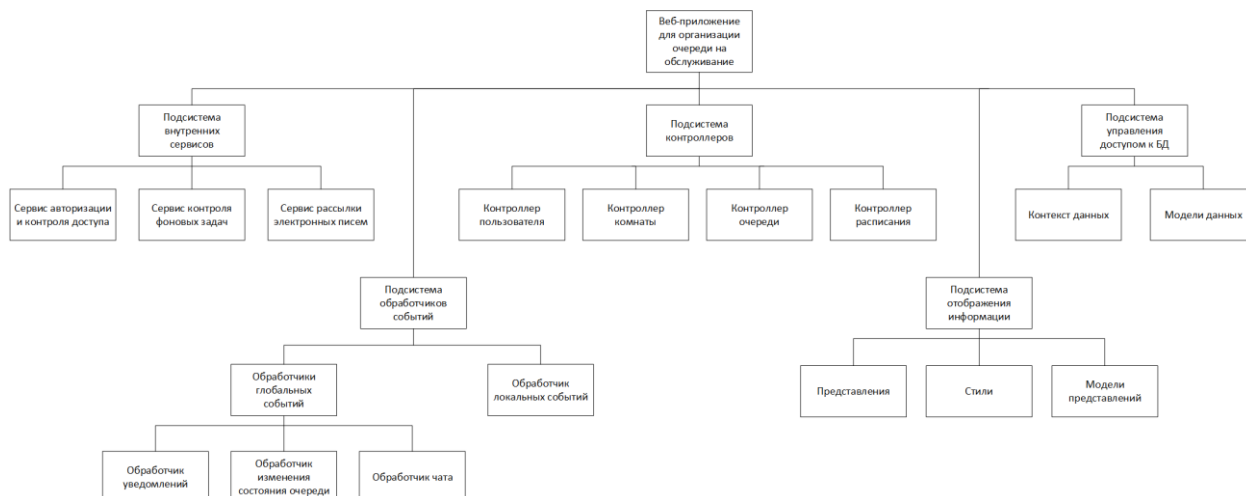 Веб-приложение
для организации
очереди на
обслуживание
Подсистема
внутренних
сервисов
Подсистема
контроллеров
Подсистема
управления
доступом к БД
Сервис авторизации
и контроля доступа
Сервис контроля
фоновых задач
Сервис рассылки
электронных писем
Контроллер
пользователя
Контроллер
комнаты
Контроллер
очереди
Контроллер
расписания
Контекст данных
Модели данных
Подсистема
обработчиков
событий
Подсистема
отображения
информации
Обработчики
глобальных
событий
Обработчик
локальных событий
Представления
Стили
Модели
представлений
Обработчик
уведомлений
Обработчик
изменения
состояния очереди
Обработчик чата